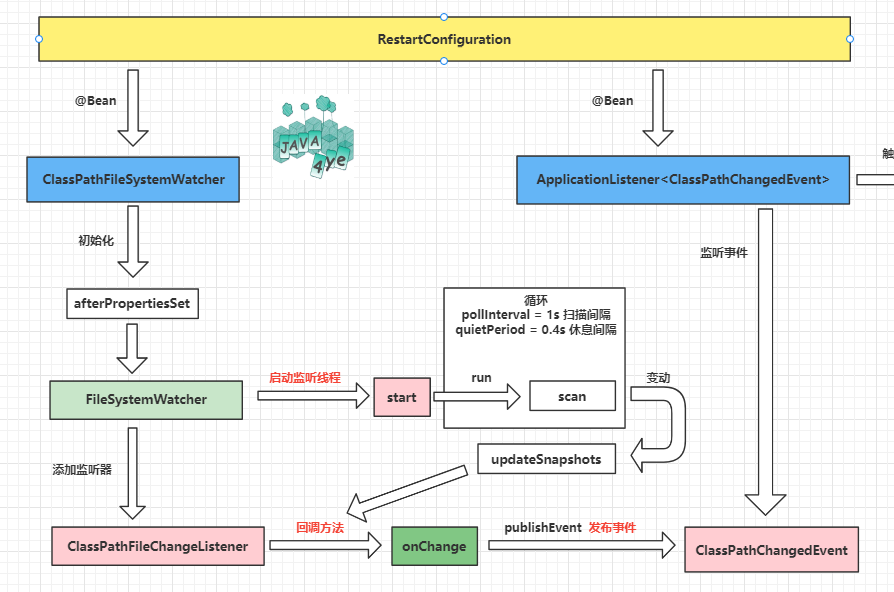 RestartConfiguration
@Bean
@Bean
JAVA
4ye
ClassPathFileSystemWatcher
ApplicationListener<ClassPathChangedEvent>
触
初始化
监听事件
afterPropertiesSet
循环
pollInterval = 1s 扫描间隔
quietPeriod = 0.4s 休息间隔
FileSystemWatcher
启动监听线程
start
run
scan
变动
updateSnapshots
添加监听器
ClassPathFileChangeListener
回调方法
onChange
publishEvent 发布事件
ClassPathChangedEvent